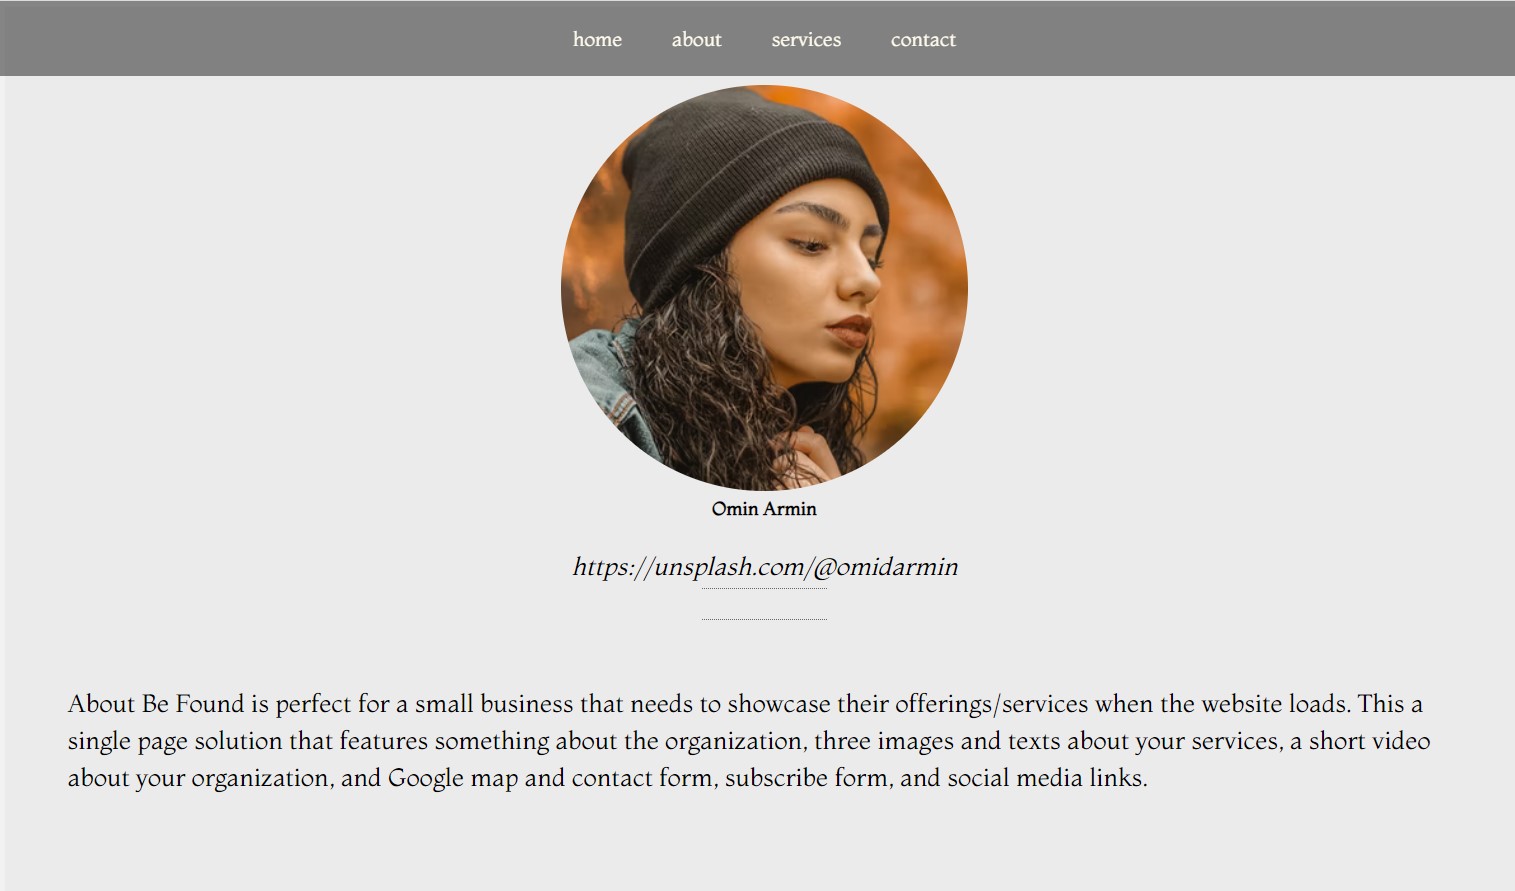 home about services contact
Omin Armin
https://unsplash.com/@omidarmin
About Be Found is perfect for a small business that needs to showcase their offerings/services when the website loads. This a
single page solution that features something about the organization, three images and texts about your services, a short video
about your organization, and Google map and contact form, subscribe form, and social media links.